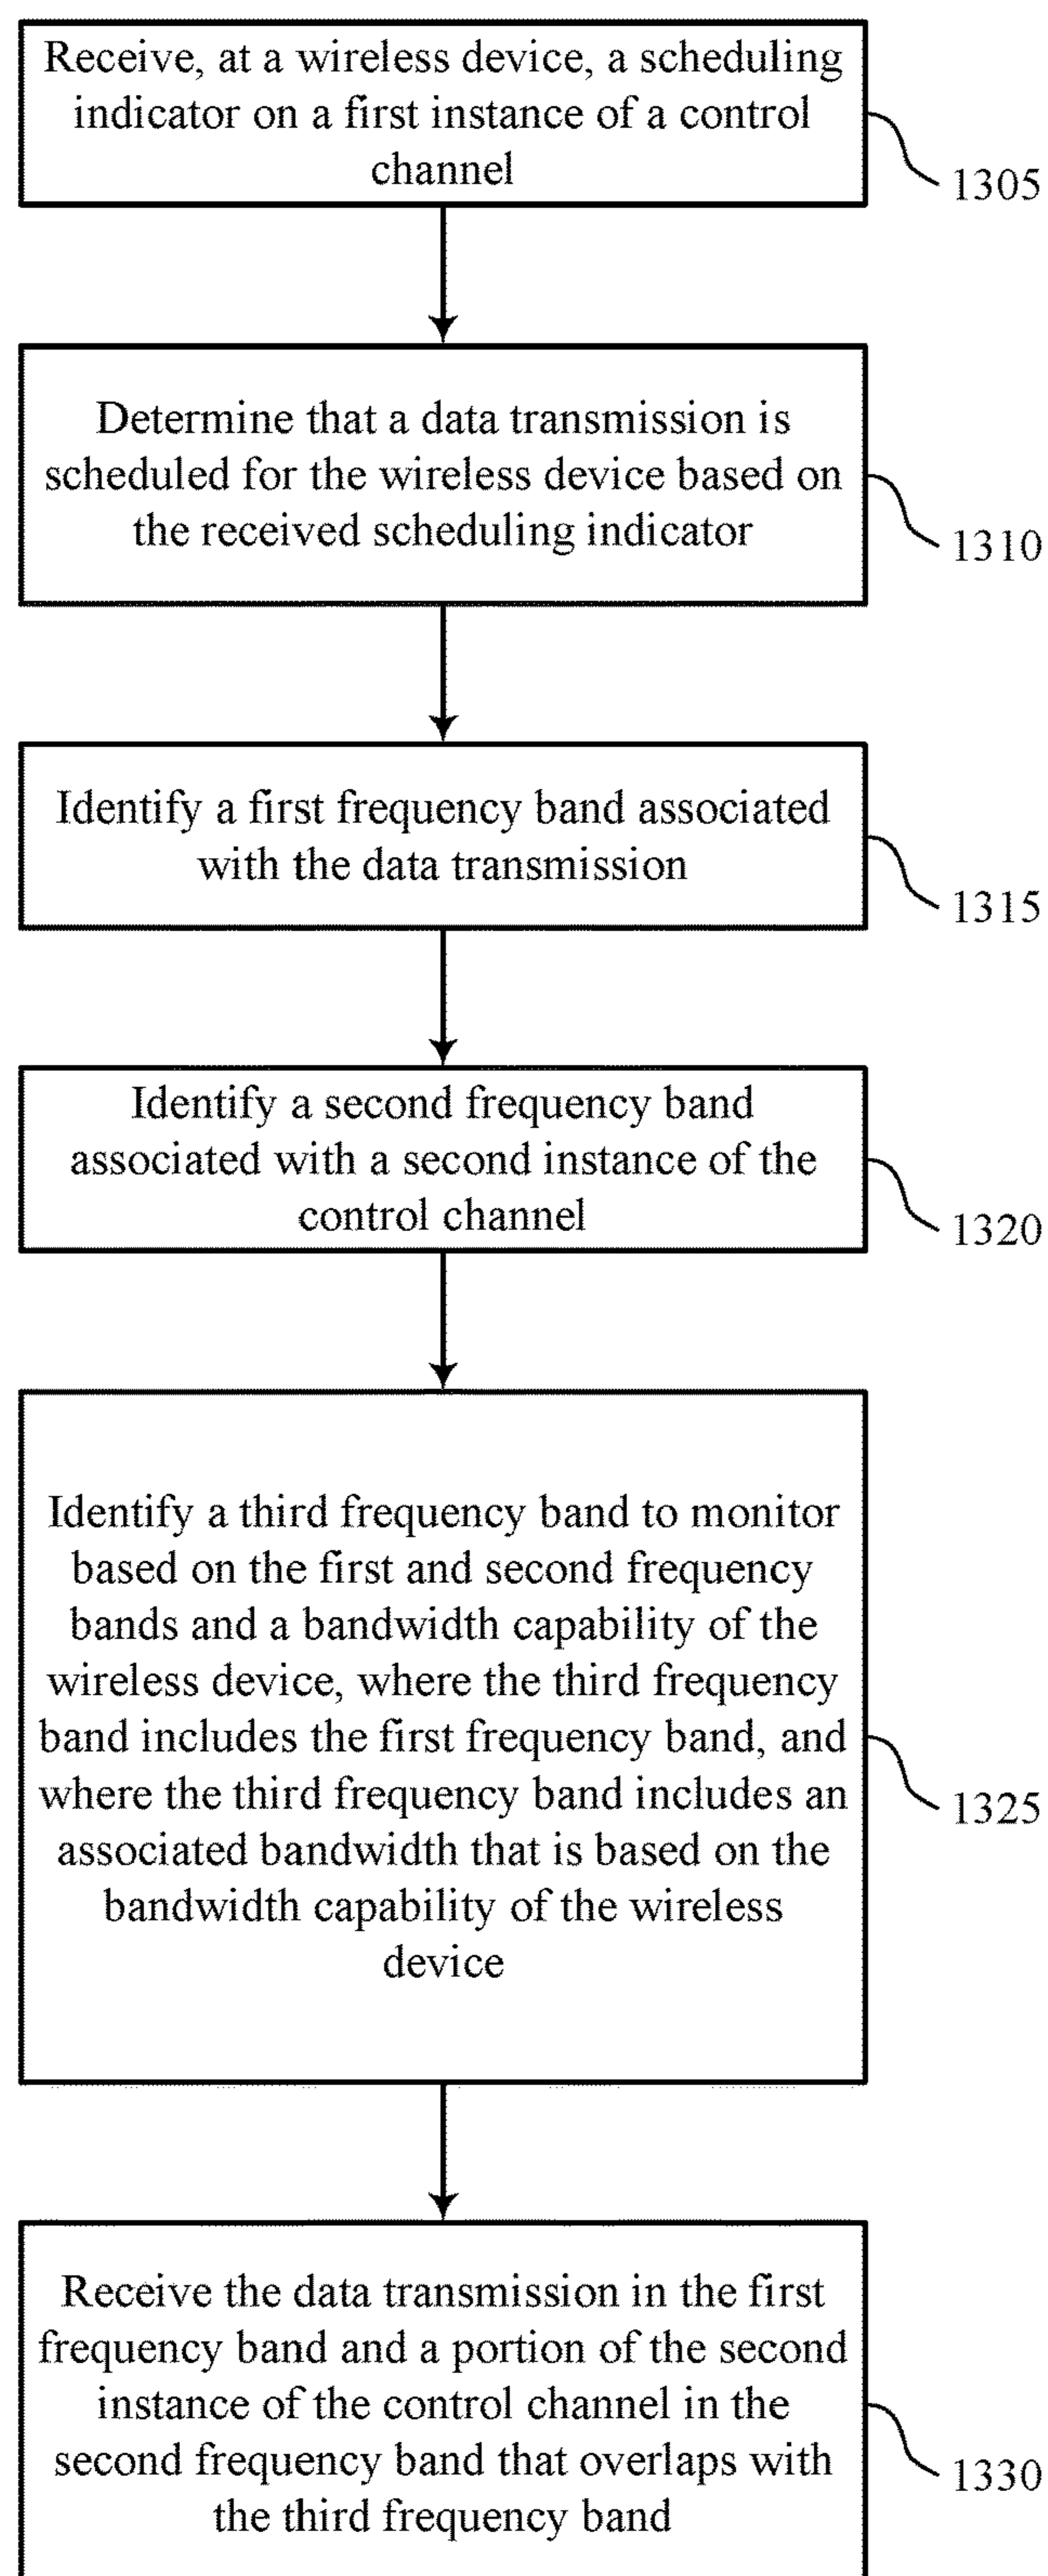 Receive, at a wireless device, a scheduling
indicator on a first instance of a control
channel
1305
Determine that a data transmission is
scheduled for the wireless device based on
the received scheduling indicator
1310
Identify a first frequency band associated
with the data transmission
1315
Identify a second frequency band
associated with a second instance of the
control channel
1320
Identify a third frequency band to monitor
based on the first and second frequency
bands and a bandwidth capability of the
wireless device, where the third frequency
band includes the first frequency band, and
where the third frequency band includes an
associated bandwidth that is based on the
bandwidth capability of the wireless
device
1325
Receive the data transmission in the first
frequency band and a portion of the second
instance of the control channel in the
second frequency band that overlaps with
the third frequency band
1330